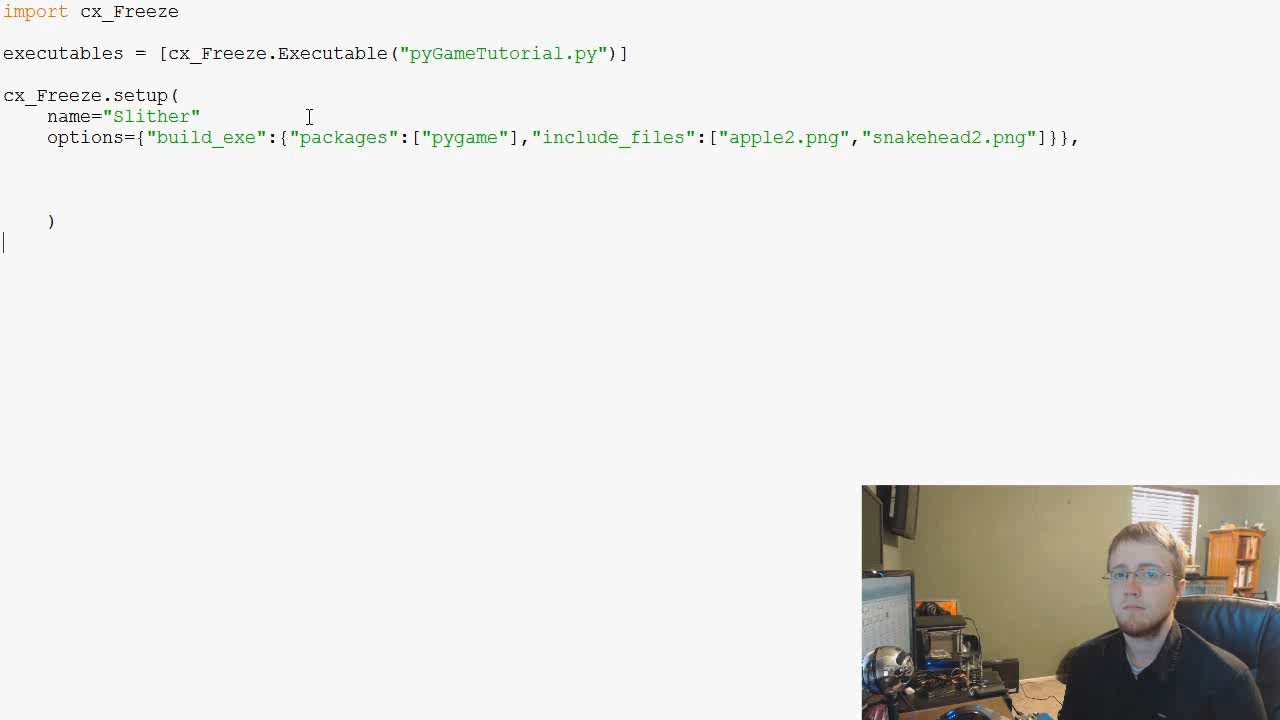 import cx_Freeze
executables = [cx_Freeze.Executable("pyGameTutorial.py")]
cx_Freeze.setup(
name="Slither"
options={"build_exe":{"packages":["pygame"],"include_files":["apple2.png","snakehead2.png"]}},
)